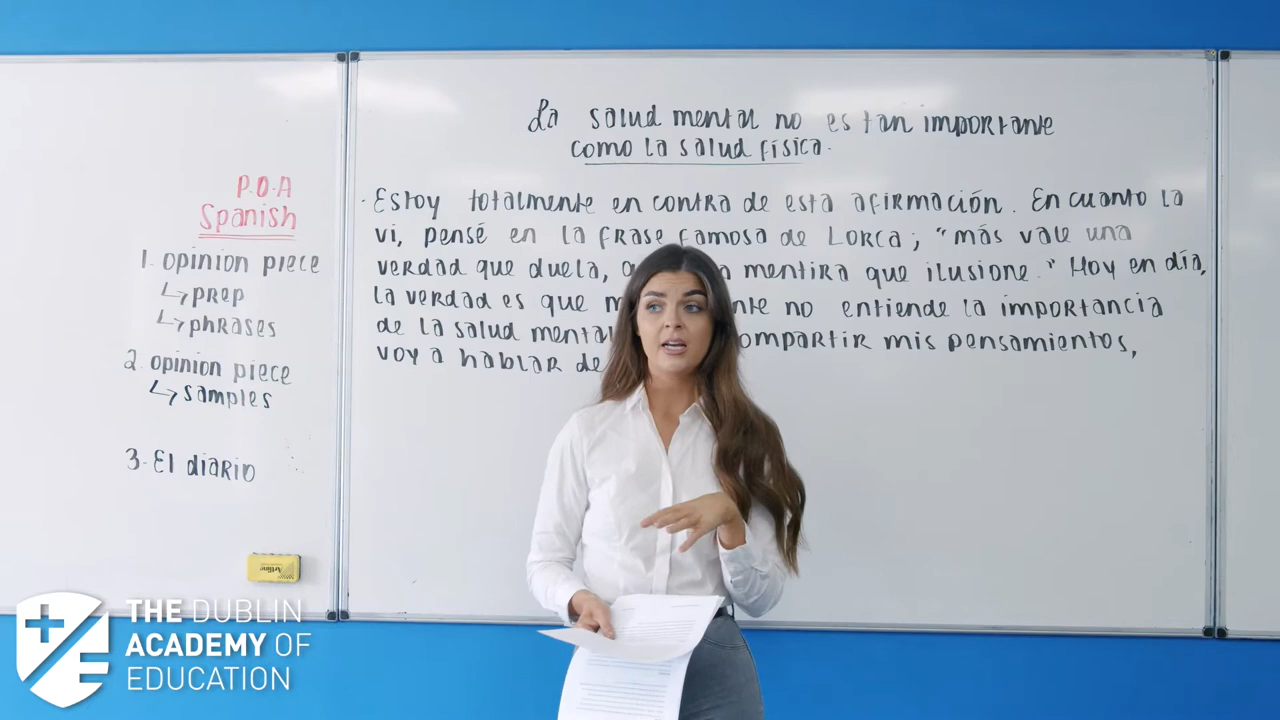 P.O.A
Spanish
1. opinion piece
↳ prep
↳ phrases
2. opinion piece
↳ samples
3. El diario
La salud mental no es tan importante
como la salud física.
Estoy totalmente en contra de esta afirmación. En cuanto la
vi, pensé en la frase famosa de Lorca; "más vale una
verdad que duela, a mentira que ilusione." Hoy en día,
la verdad es que no entiende la importancia
de la salud mental compartir mis pensamientos,
voy a hablar de
Artline
THE DUBLIN
ACADEMY OF
EDUCATION